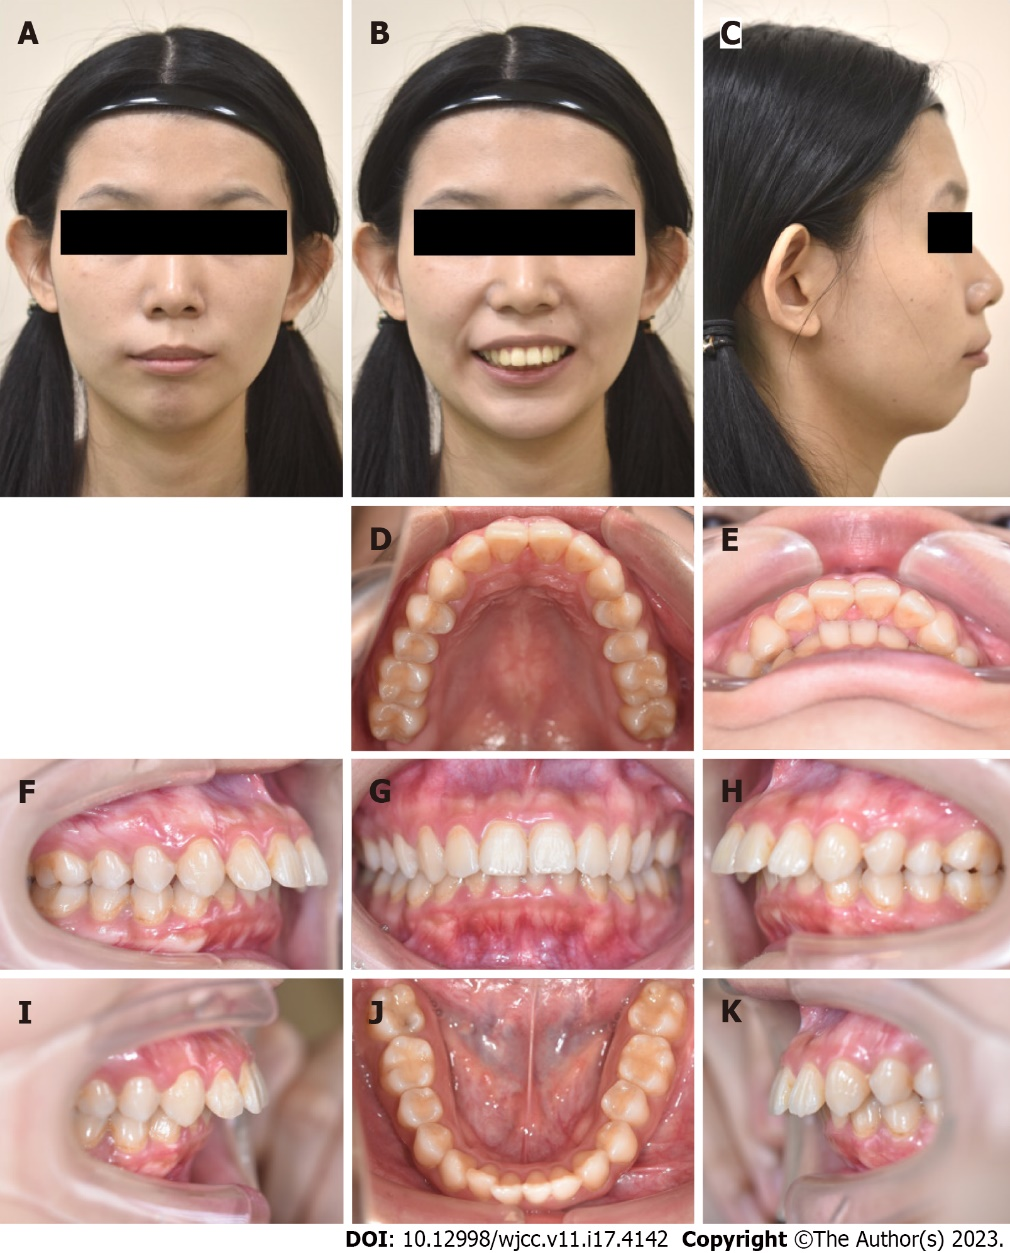 A B C
D E
F G H
I J K
DOI: 10.12998/wjcc.v11.i17.4142 Copyright ©The Author(s) 2023.